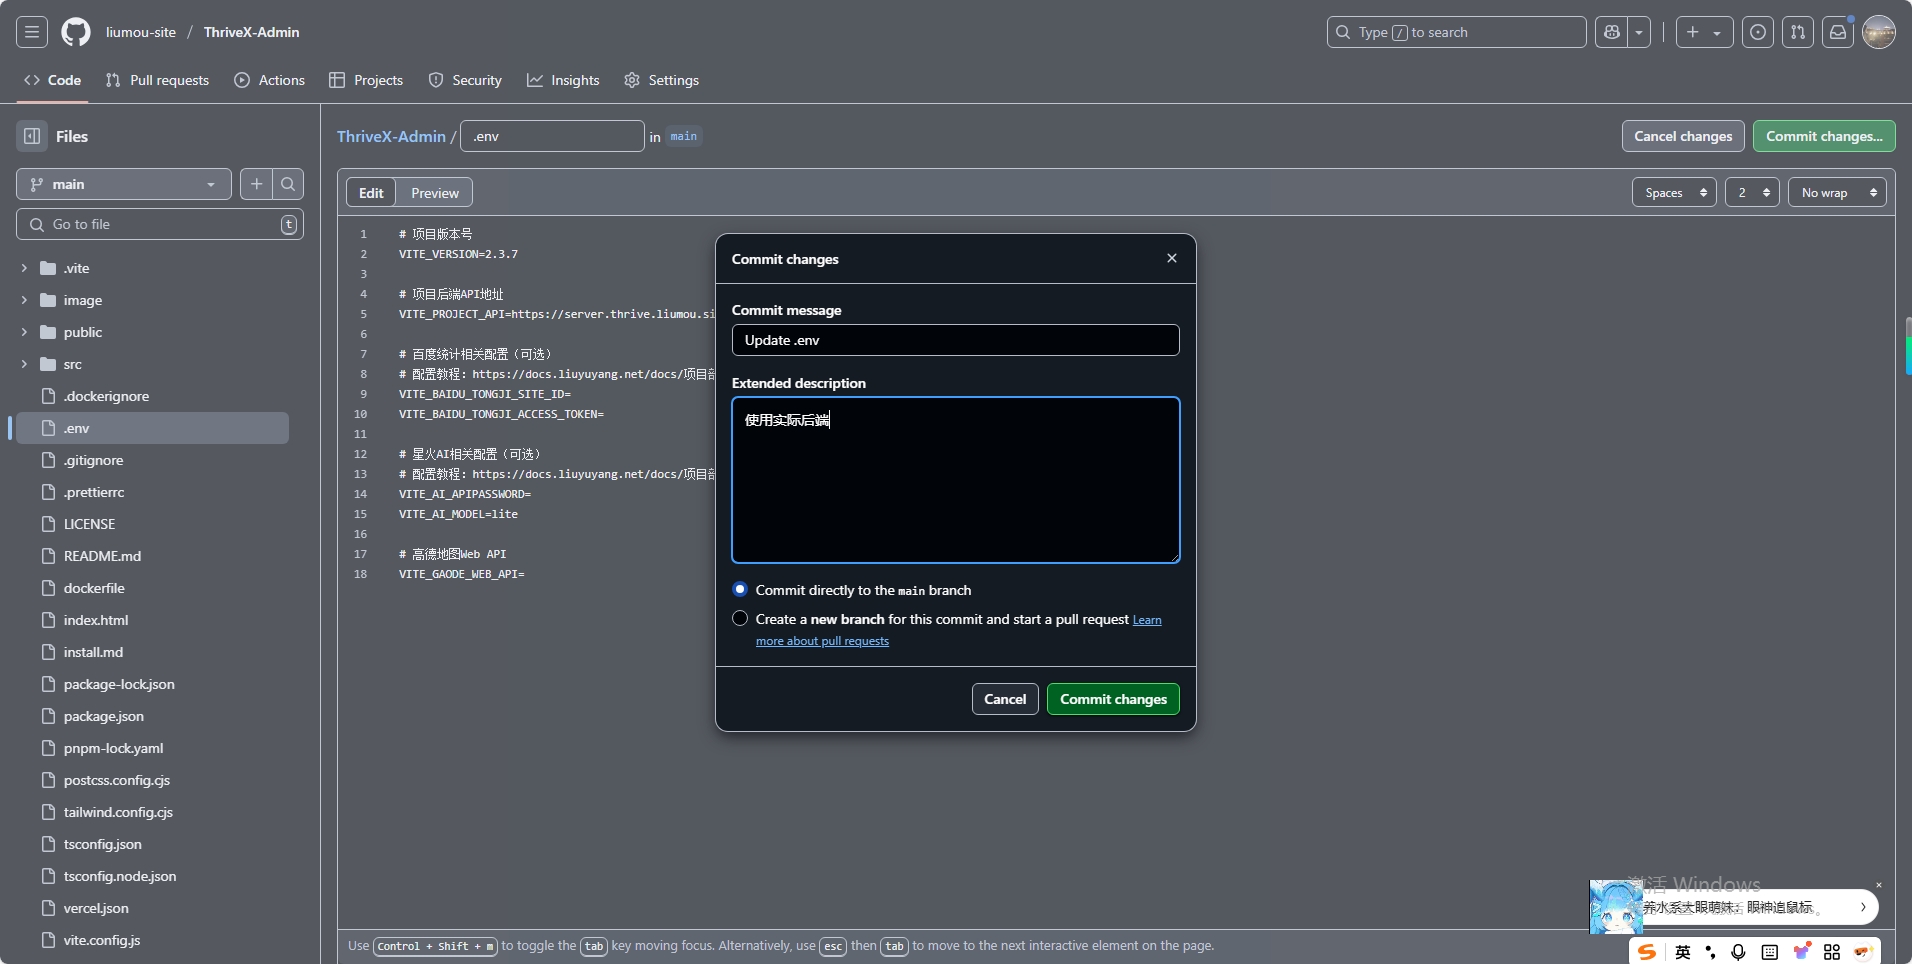 liumou-site / ThriveX-Admin
Type / to search
Code
Pull requests
Actions
Projects
Security
Insights
Settings
Files
ThriveX-Admin / .env in main
Cancel changes
Commit changes...
main
Go to file
t
Edit
Preview
Spaces
2
No wrap
.vite
image
public
src
.dockerignore
.env
.gitignore
.prettierrc
LICENSE
README.md
dockerfile
index.html
install.md
package-lock.json
package.json
pnpm-lock.yaml
postcss.config.cjs
tailwind.config.cjs
tsconfig.json
tsconfig.node.json
vercel.json
vite.config.js
1 # 项目版本号
2 VITE_VERSION=2.3.7
3
4 # 项目后端API地址
5 VITE_PROJECT_API=https://server.thrive.liumou.si
6
7 # 百度统计相关配置（可选）
8 # 配置教程：https://docs.liuyuyang.net/docs/项目部
9 VITE_BAIDU_TONGJI_SITE_ID=
10 VITE_BAIDU_TONGJI_ACCESS_TOKEN=
11
12 # 星火AI相关配置（可选）
13 # 配置教程：https://docs.liuyuyang.net/docs/项目部
14 VITE_AI_APIPASSWORD=
15 VITE_AI_MODEL=lite
16
17 # 高德地图Web API
18 VITE_GAODE_WEB_API=
Commit changes
Commit message
Update .env
Extended description
使用实际后端
Commit directly to the main branch
Create a new branch for this commit and start a pull request Learn
more about pull requests
Cancel
Commit changes
Use Control + Shift + m to toggle the tab key moving focus. Alternatively, use esc then tab to move to the next interactive element on the page.
激活 Windows
养水系大眼萌妹：眼神追鼠标
英